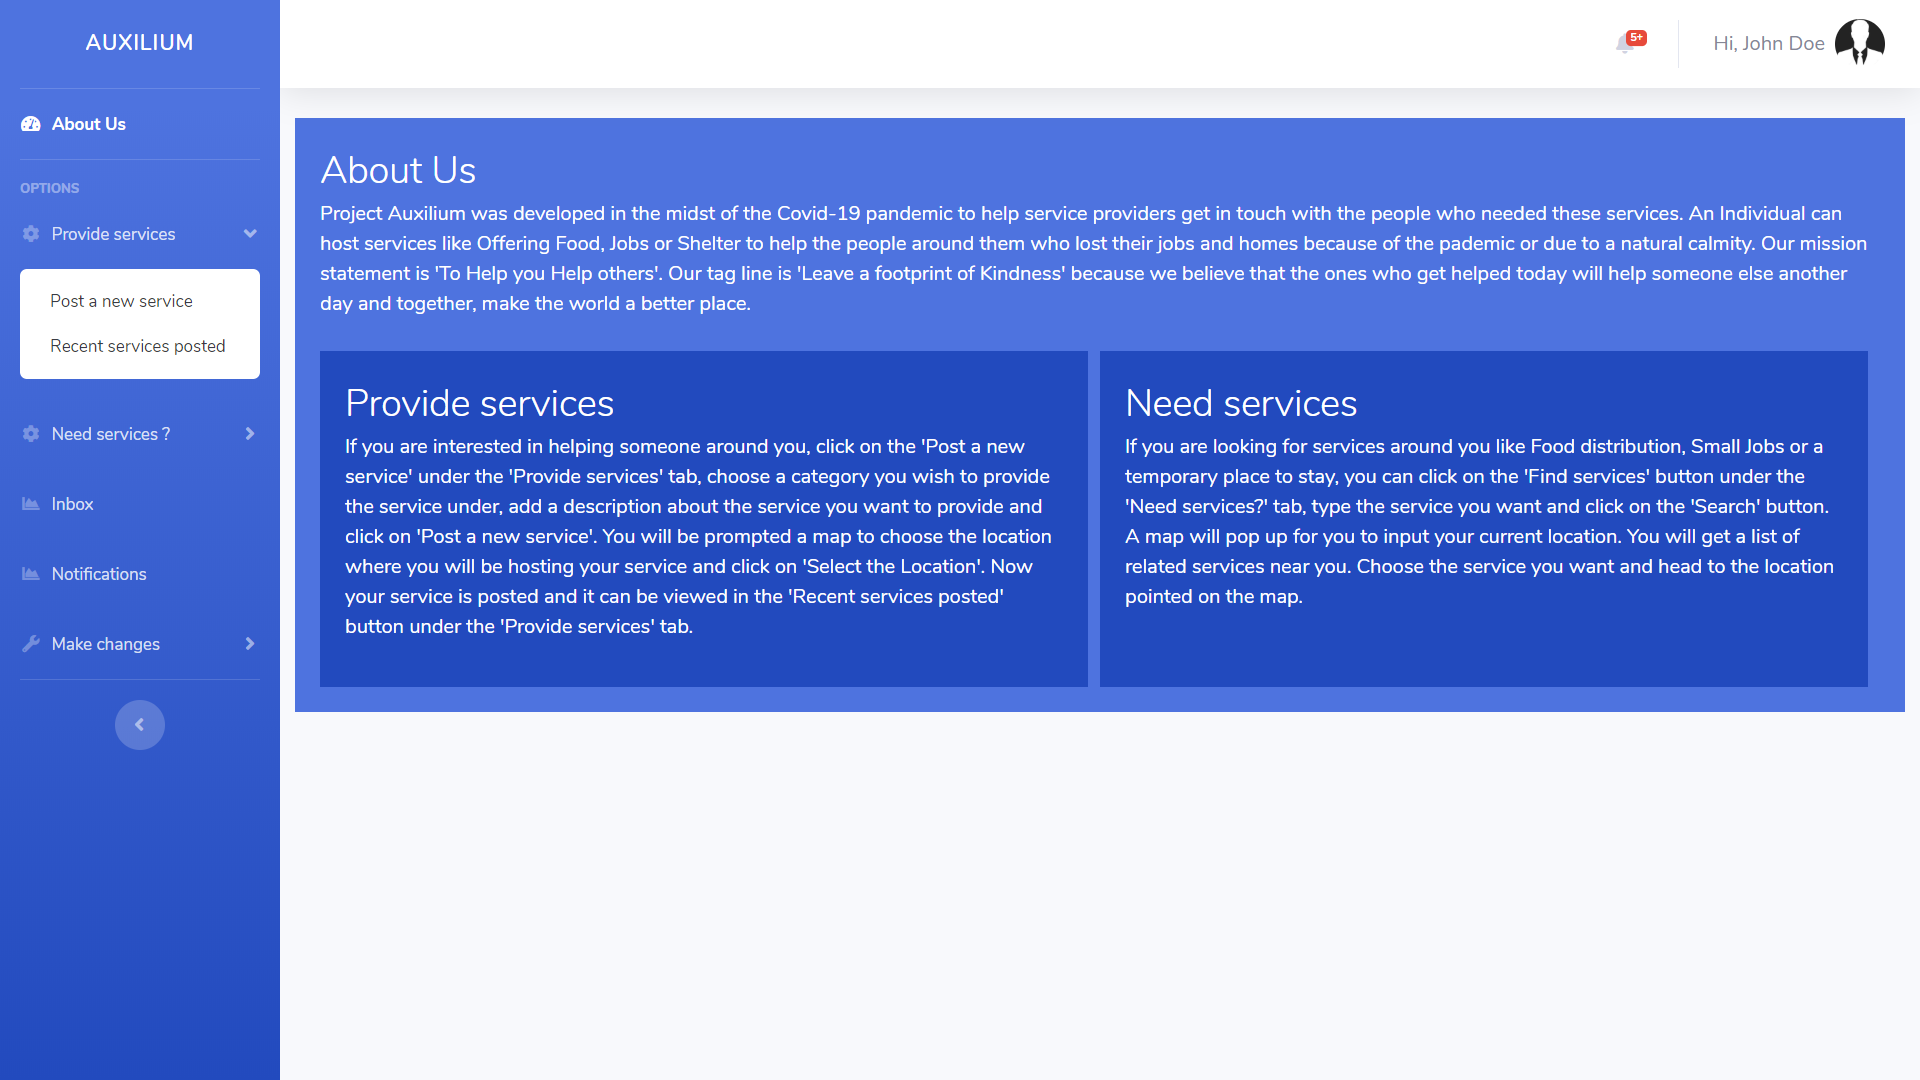 AUXILIUM
5+
Hi, John Doe
About Us
OPTIONS
Provide services
Post a new service
Recent services posted
Need services ?
Inbox
Notifications
Make changes
About Us
Project Auxilium was developed in the midst of the Covid-19 pandemic to help service providers get in touch with the people who needed these services. An Individual can
host services like Offering Food, Jobs or Shelter to help the people around them who lost their jobs and homes because of the pademic or due to a natural calmity. Our mission
statement is 'To Help you Help others'. Our tag line is 'Leave a footprint of Kindness' because we believe that the ones who get helped today will help someone else another
day and together, make the world a better place.
Provide services
If you are interested in helping someone around you, click on the 'Post a new
service' under the 'Provide services' tab, choose a category you wish to provide
the service under, add a description about the service you want to provide and
click on 'Post a new service'. You will be prompted a map to choose the location
where you will be hosting your service and click on 'Select the Location'. Now
your service is posted and it can be viewed in the 'Recent services posted'
button under the 'Provide services' tab.
Need services
If you are looking for services around you like Food distribution, Small Jobs or a
temporary place to stay, you can click on the 'Find services' button under the
'Need services?' tab, type the service you want and click on the 'Search' button.
A map will pop up for you to input your current location. You will get a list of
related services near you. Choose the service you want and head to the location
pointed on the map.